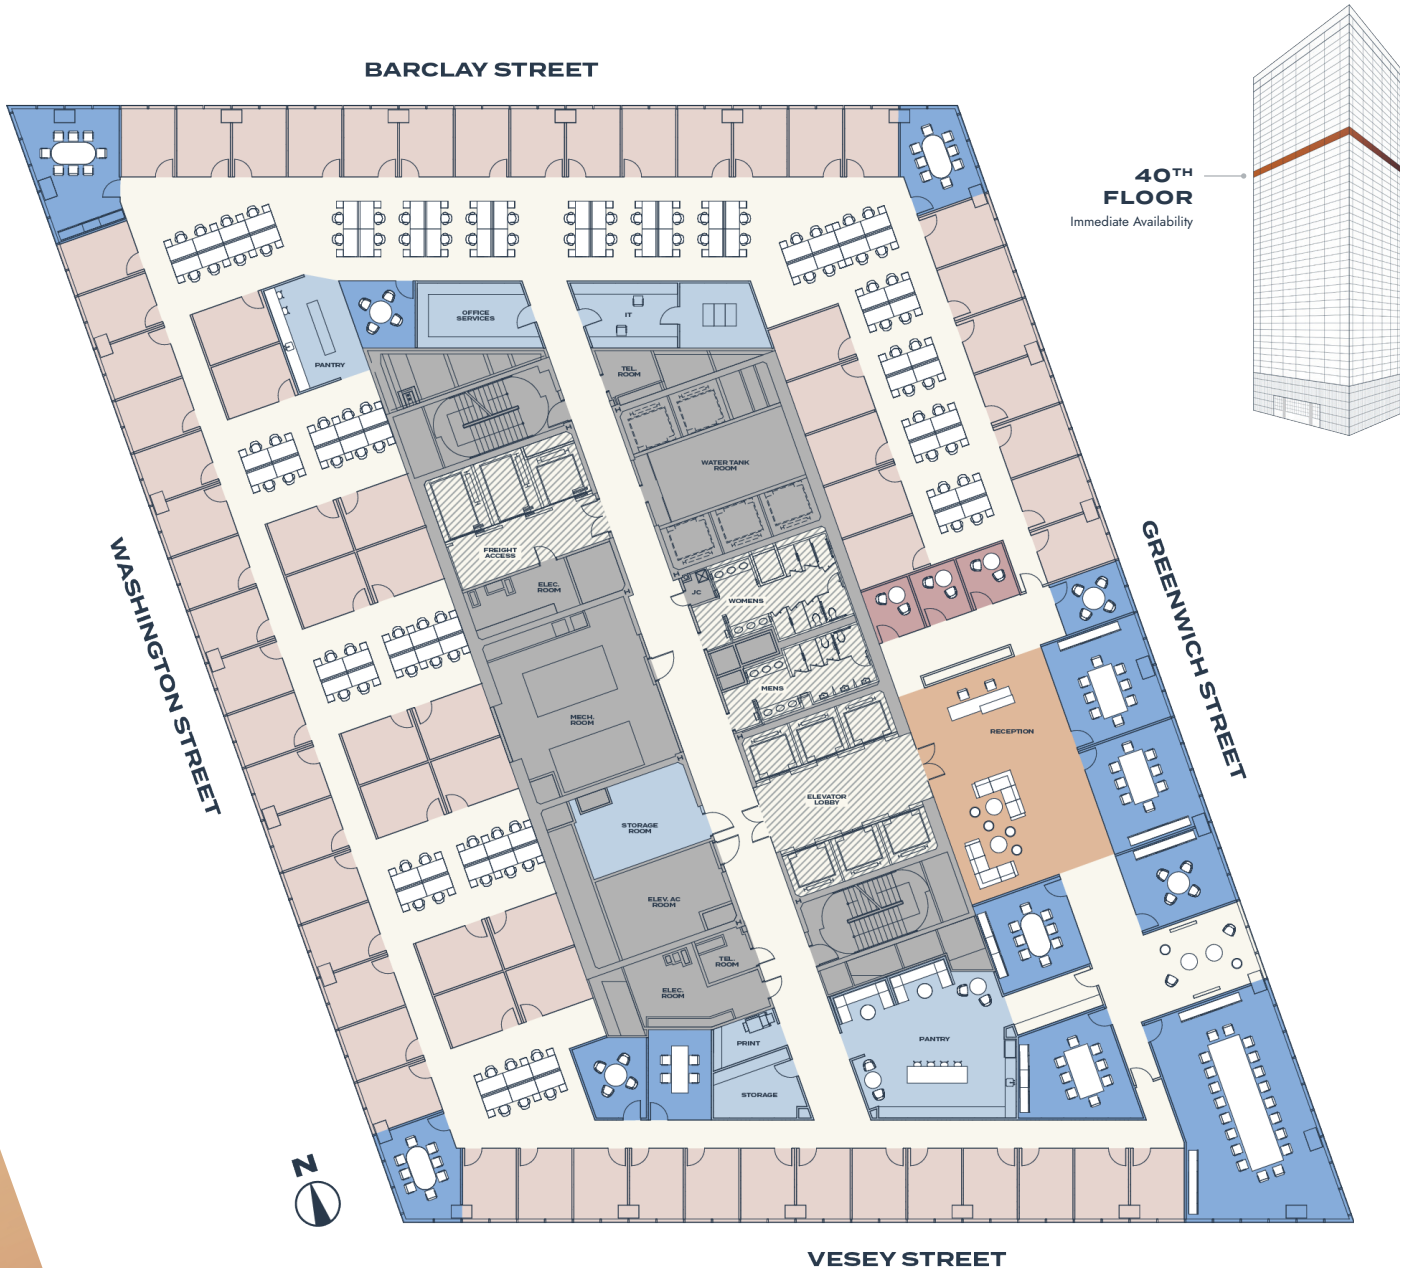 BARCLAY STREET
40TH
FLOOR
Immediate Availability
OFFICE
SERVICES
IT
PANTRY
TEL.
ROOM
WATER TANK
ROOM
FREIGHT
ACCESS
ELEC.
ROOM
JC
WOMENS
MENS
MECH.
ROOM
RECEPTION
ELEVATOR
LOBBY
STORAGE
ROOM
ELEV. AC
ROOM
TEL.
ROOM
ELEC.
ROOM
PRINT
PANTRY
STORAGE
WASHINGTON STREET
GREENWICH STREET
N
VESEY STREET